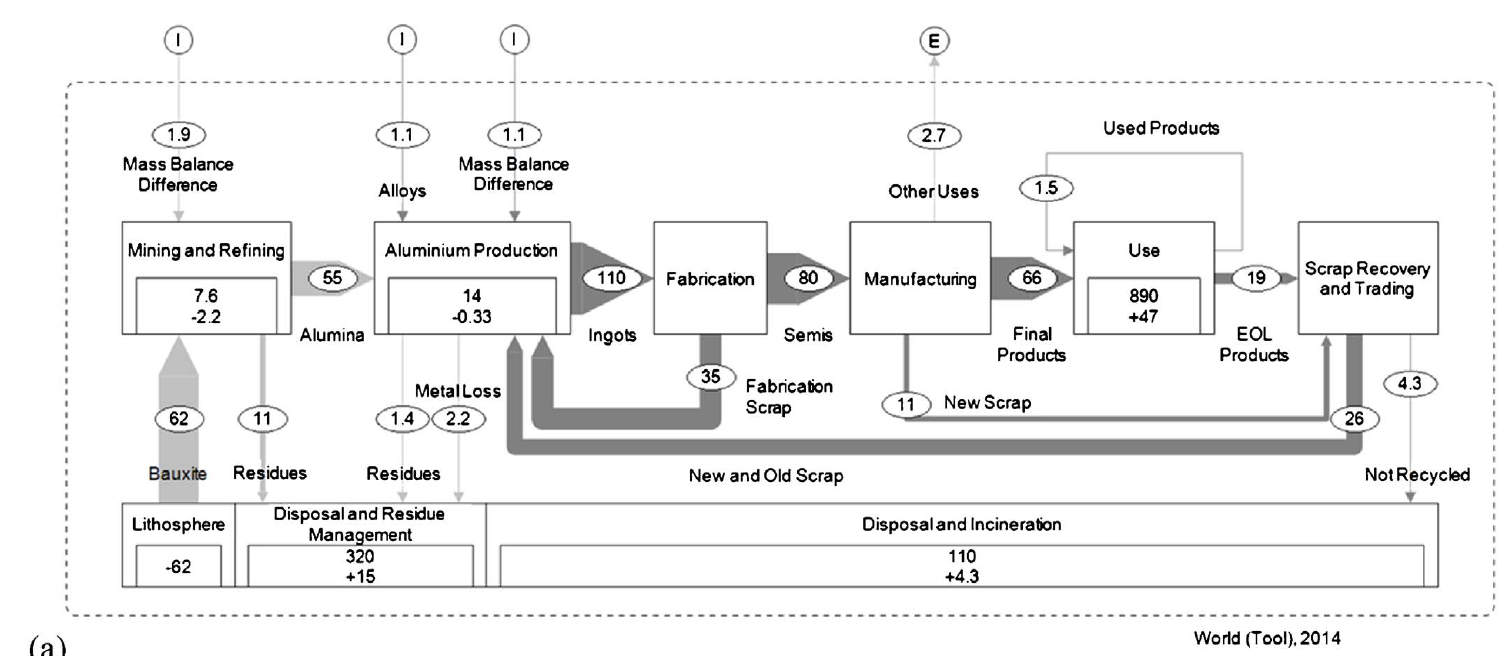 I
I
I
E
1.9
1.1
1.1
2.7
Used Products
Mass Balance
Difference
Alloys
Mass Balance
Difference
Other Uses
1.5
Mining and Refining
7.6
-2.2
55
Alumina
Aluminium Production
14
-0.33
110
Ingots
Fabrication
80
Semis
Manufacturing
66
Final
Products
Use
890
+47
19
EOL
Products
Scrap Recovery
and Trading
35
Fabrication
Scrap
Metal Loss
62
11
1.4
2.2
11
New Scrap
26
4.3
Bauxite
Residues
Residues
New and Old Scrap
Not Recycled
Lithosphere
-62
Disposal and Residue
Management
320
+15
Disposal and Incineration
110
+4.3
World (Tool), 2014
(a)